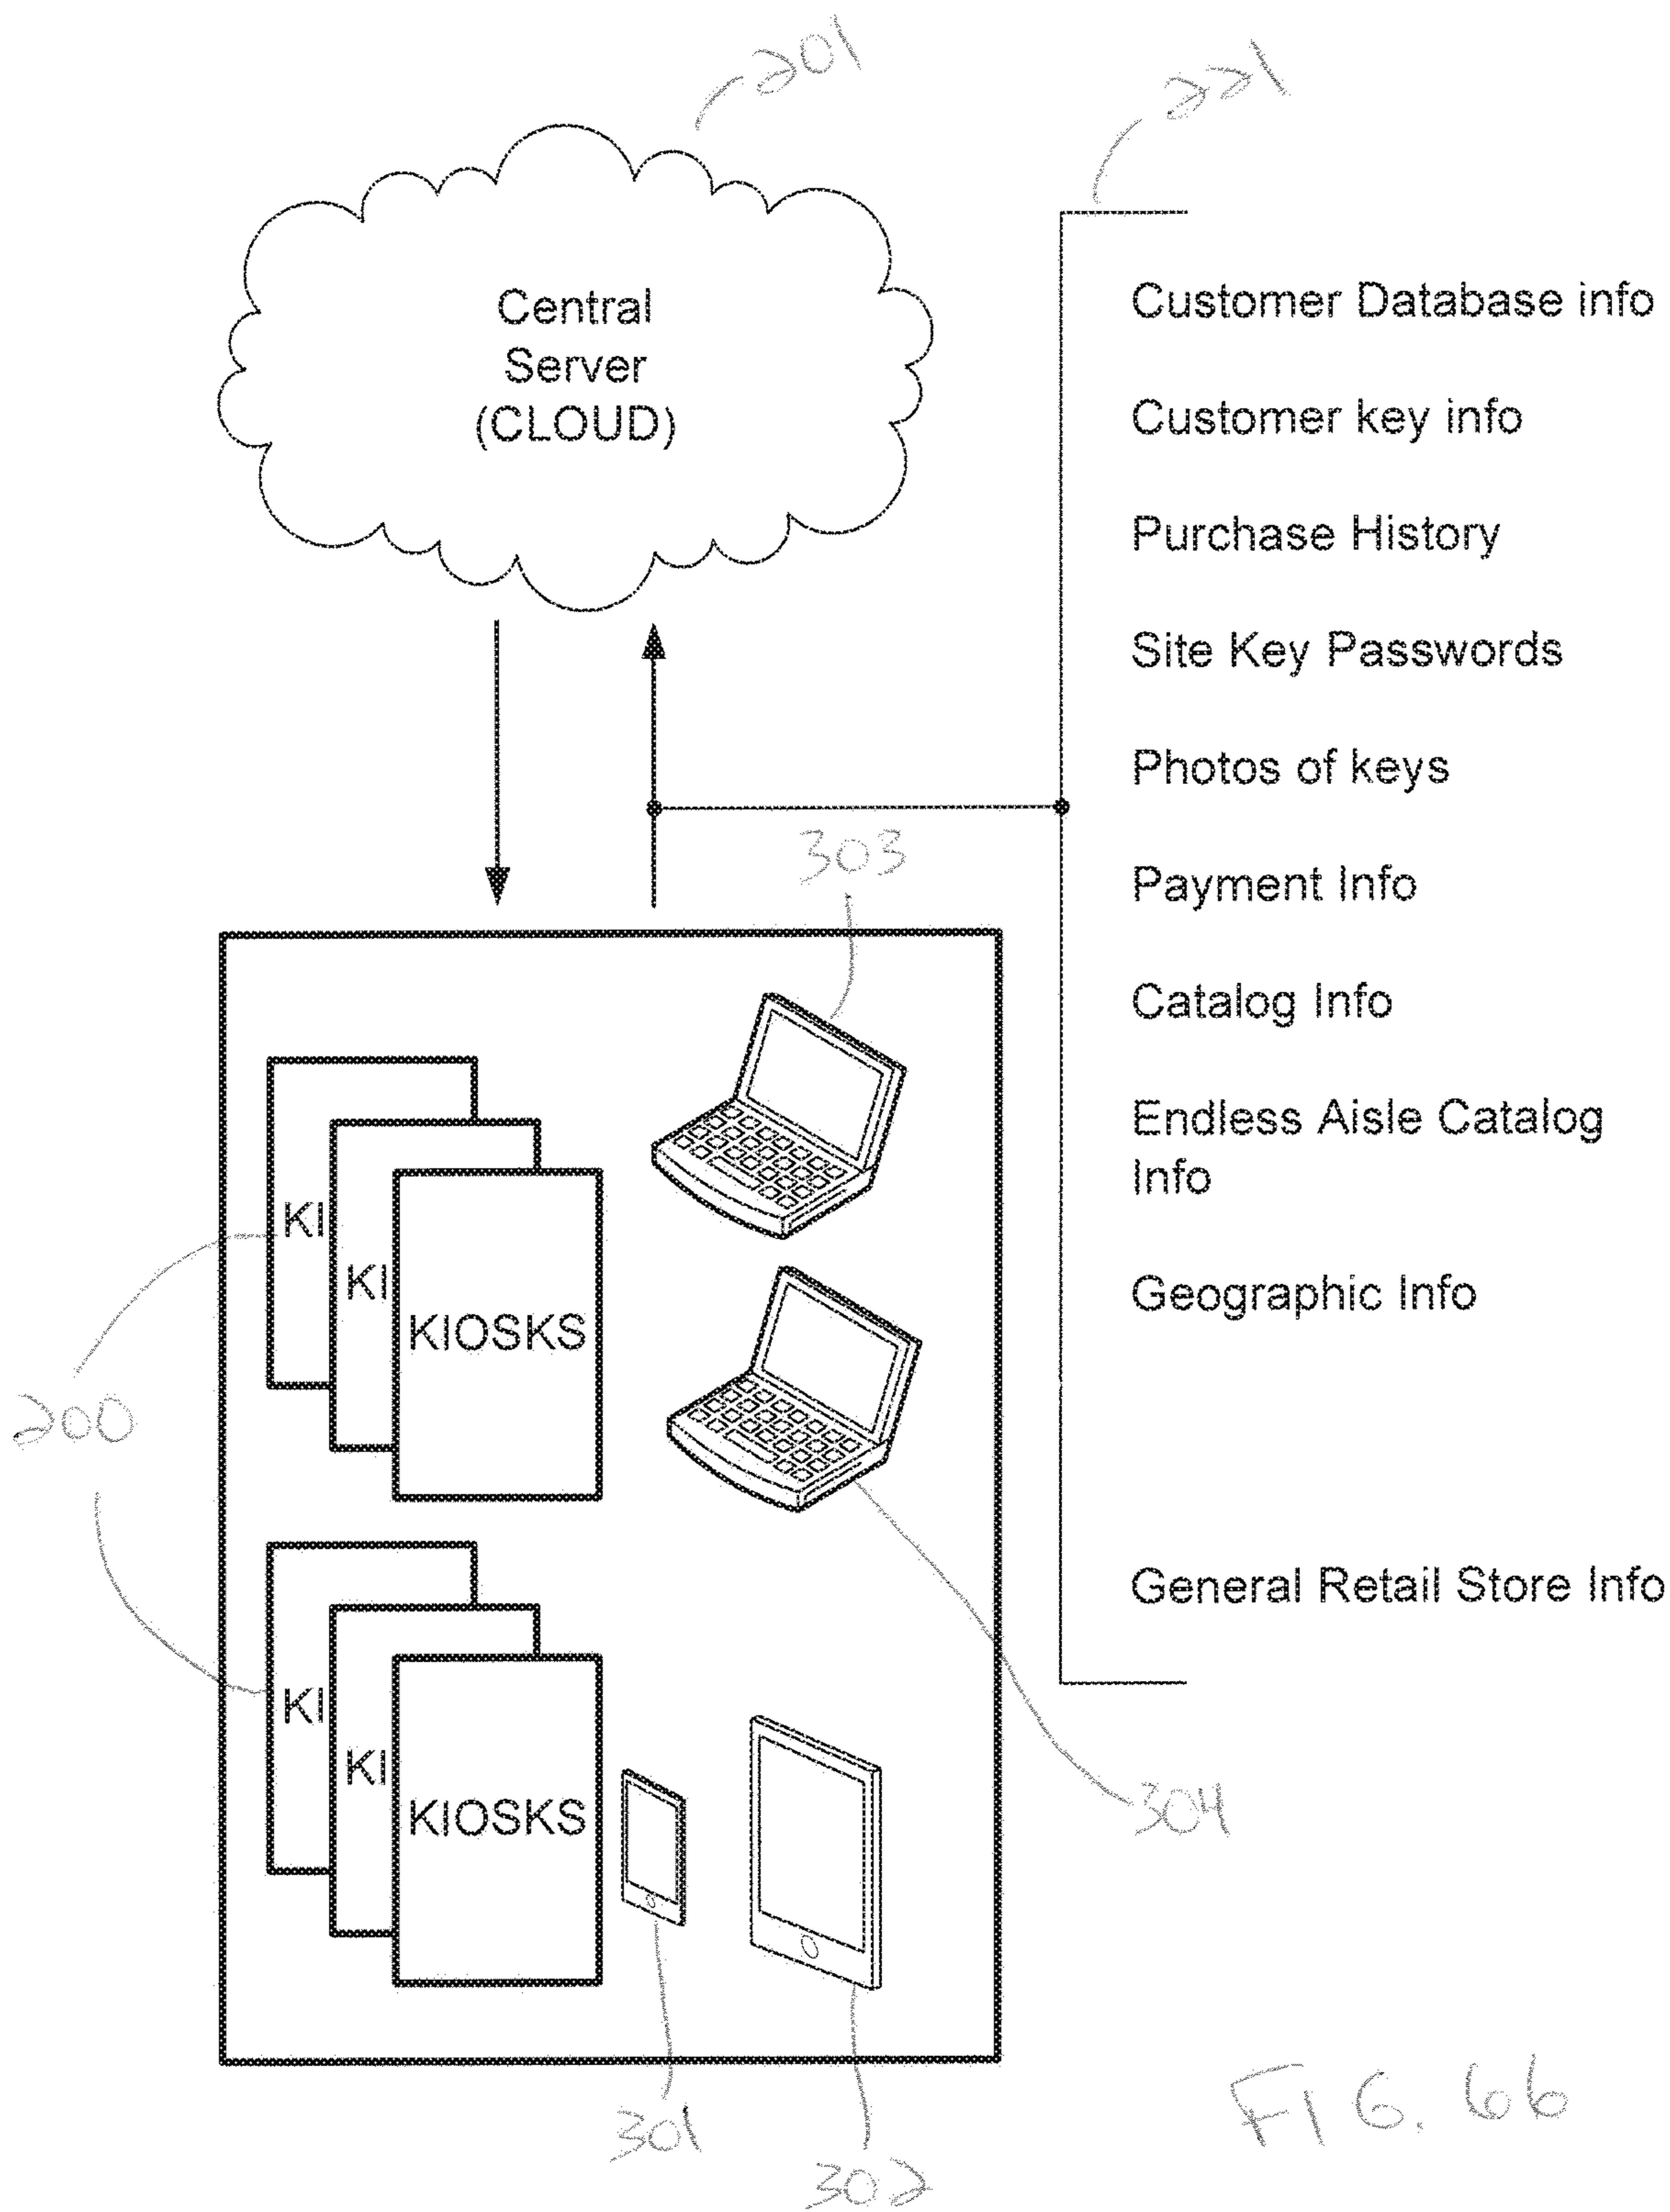 201
221
Central
Server
(CLOUD)
Customer Database info
Customer key info
Purchase History
Site Key Passwords
Photos of keys
Payment Info
Catalog Info
Endless Aisle Catalog
Info
Geographic Info
General Retail Store Info
303
KI
KI
KIOSKS
200
KI
KI
KIOSKS
304
301
302
FIG. 66